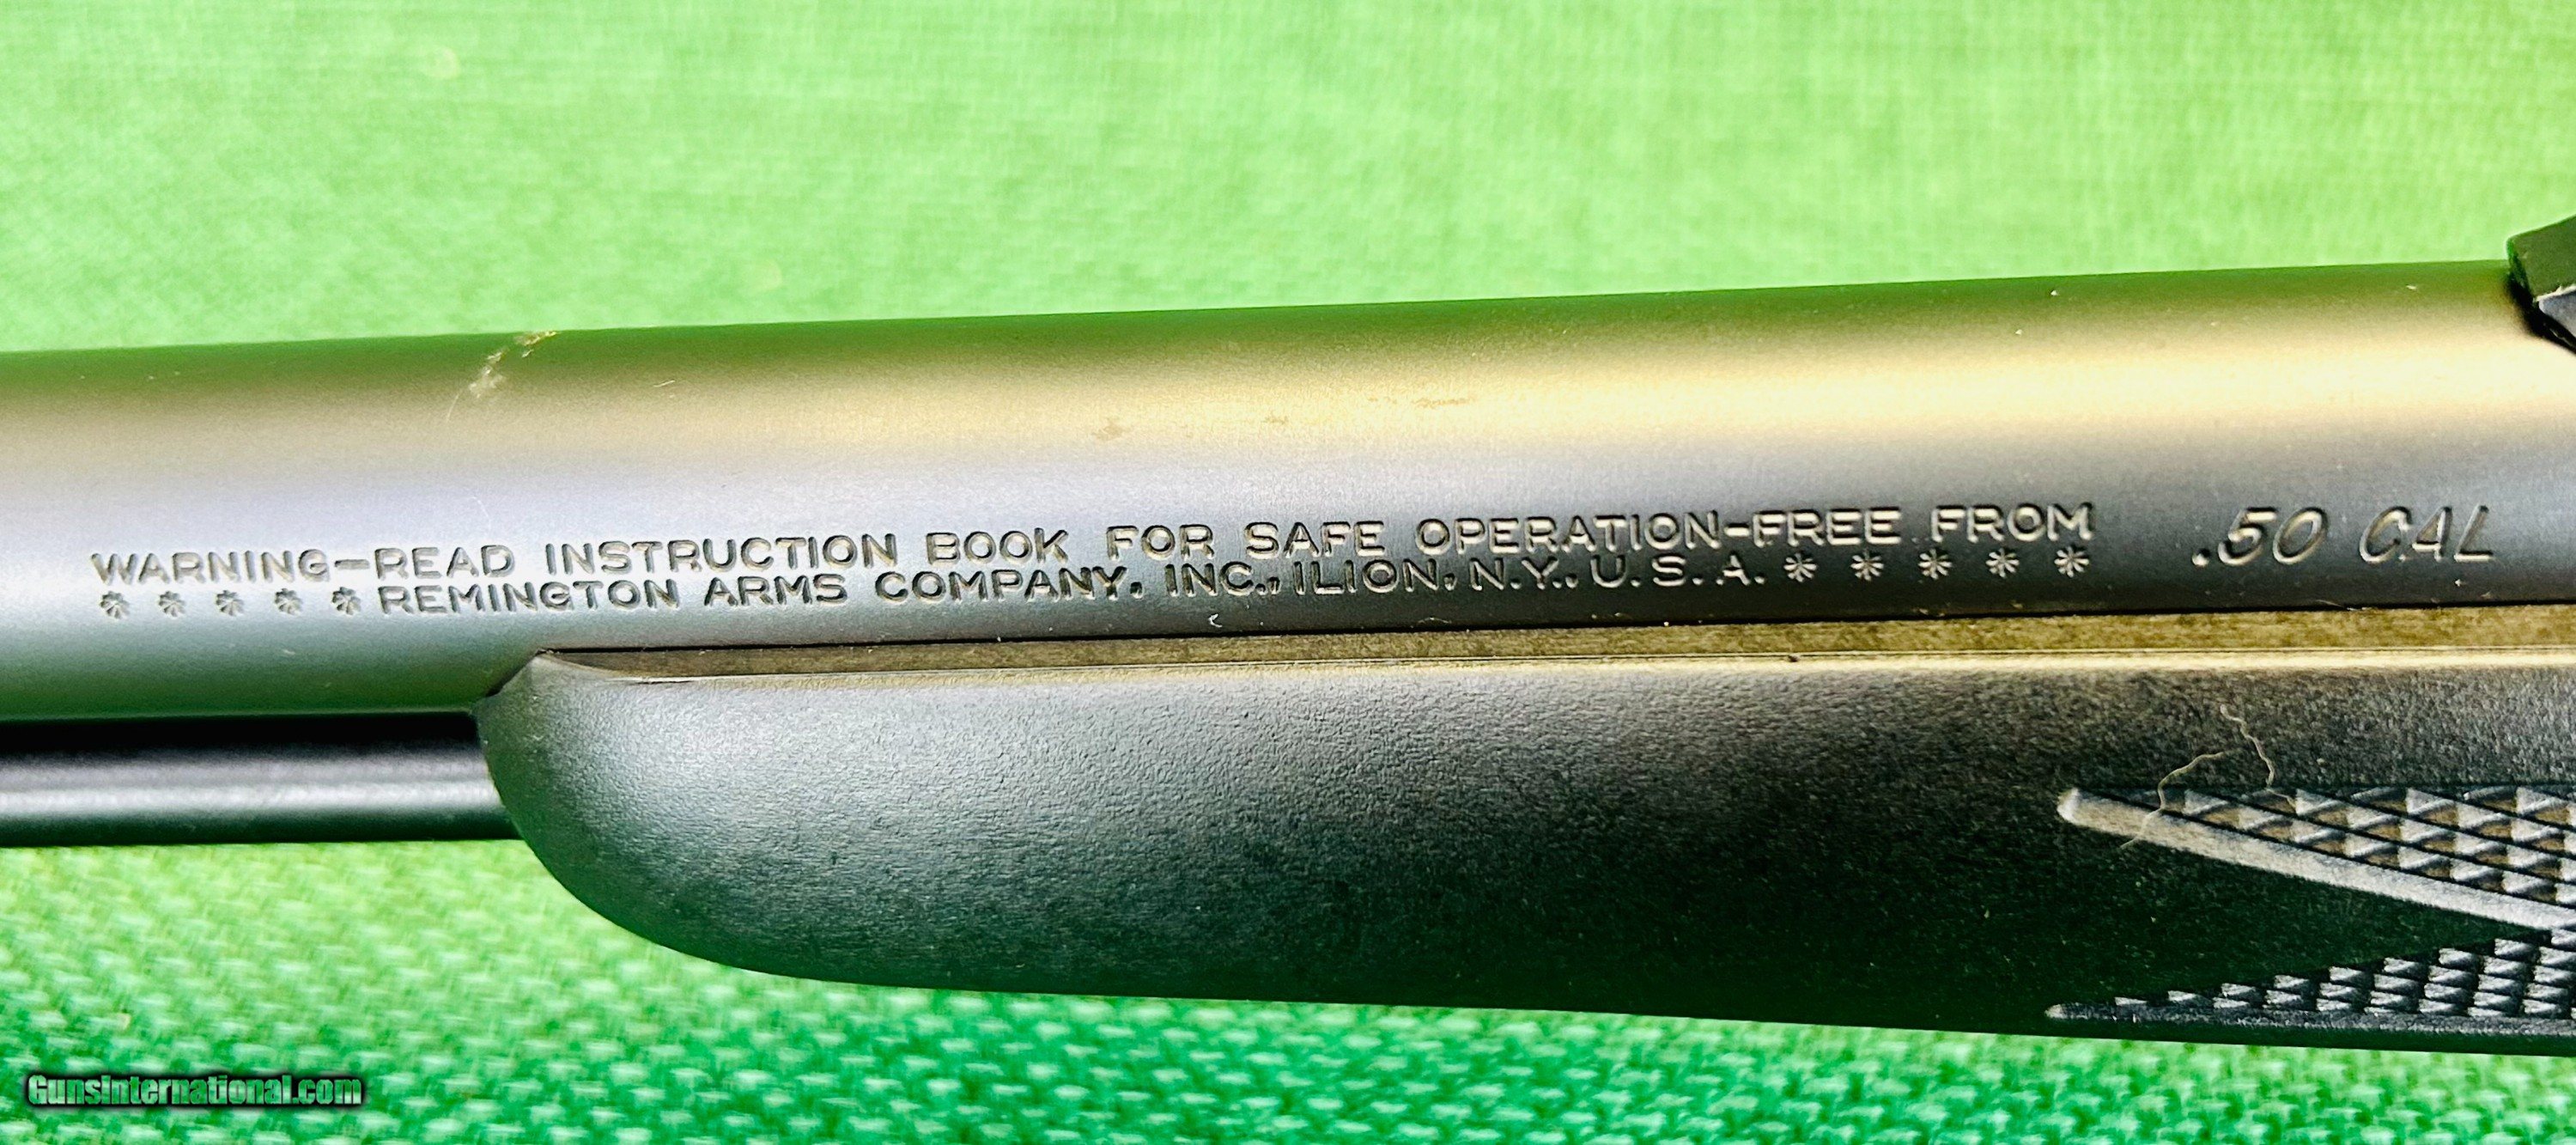 WARNING-READ INSTRUCTION BOOK FOR SAFE OPERATION-FREE FROM
* * * * * REMINGTON ARMS COMPANY, INC., ILION, N.Y., U.S.A. * * * * *
.50 CAL
GunsInternational.com